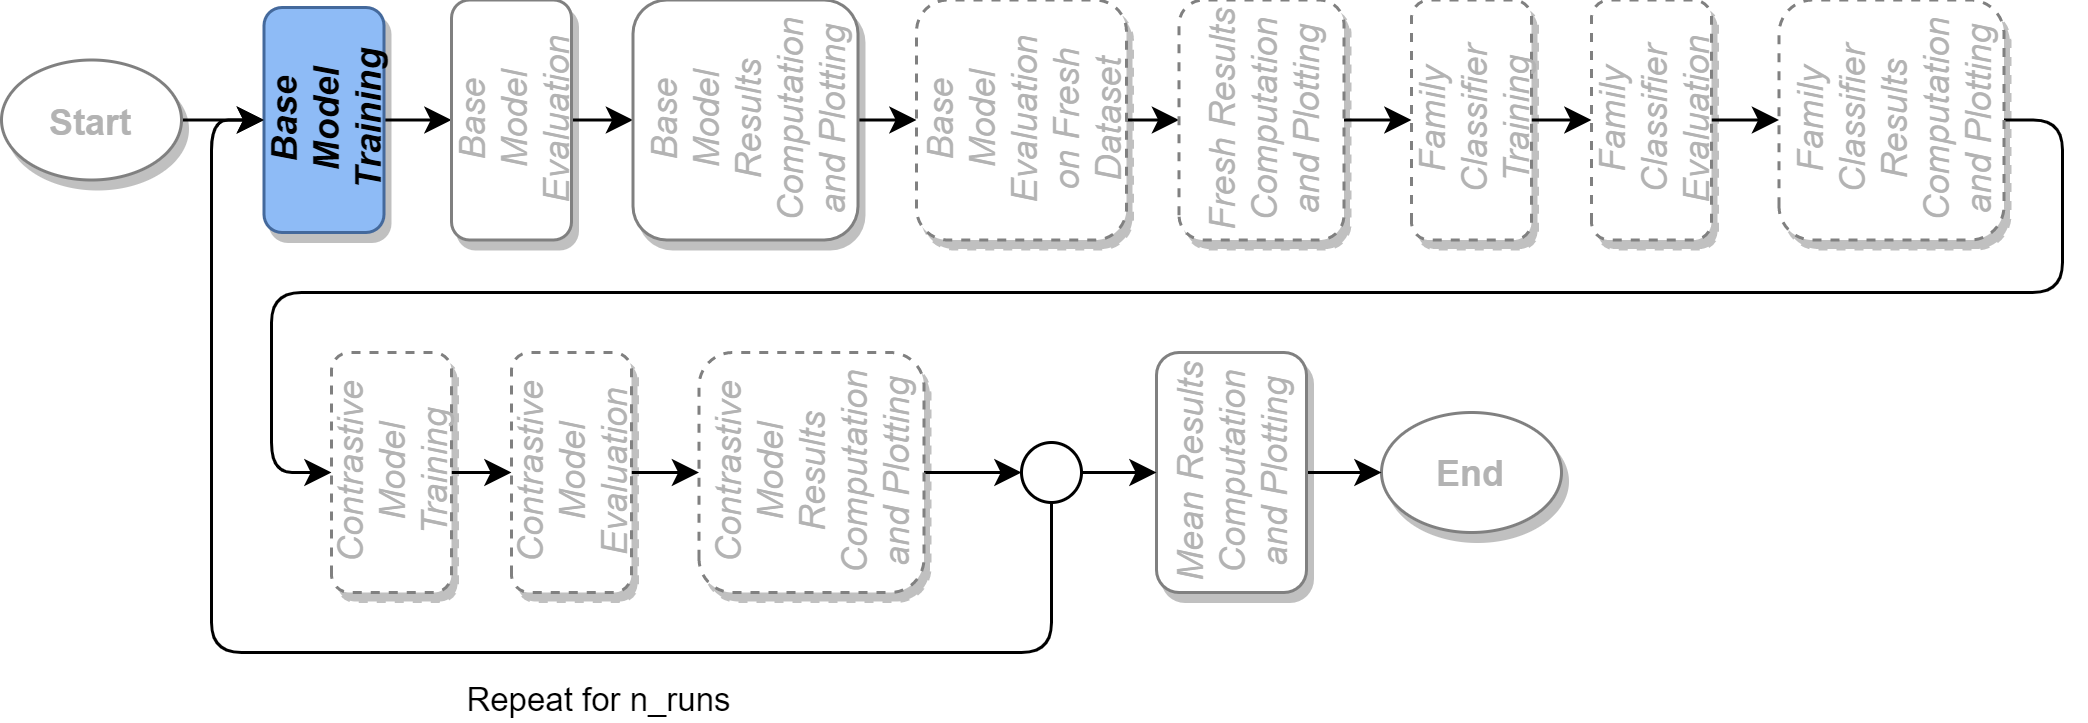 Start
Base
Model
Training
Base
Model
Evaluation
Base
Model
Results
Computation
and Plotting
Base
Model
Evaluation
on Fresh
Dataset
Fresh Results
Computation
and Plotting
Family
Classifier
Training
Family
Classifier
Evaluation
Family
Classifier
Results
Computation
and Plotting
Contrastive
Model
Training
Contrastive
Model
Evaluation
Contrastive
Model
Results
Computation
and Plotting
Mean Results
Computation
and Plotting
End
Repeat for n_runs